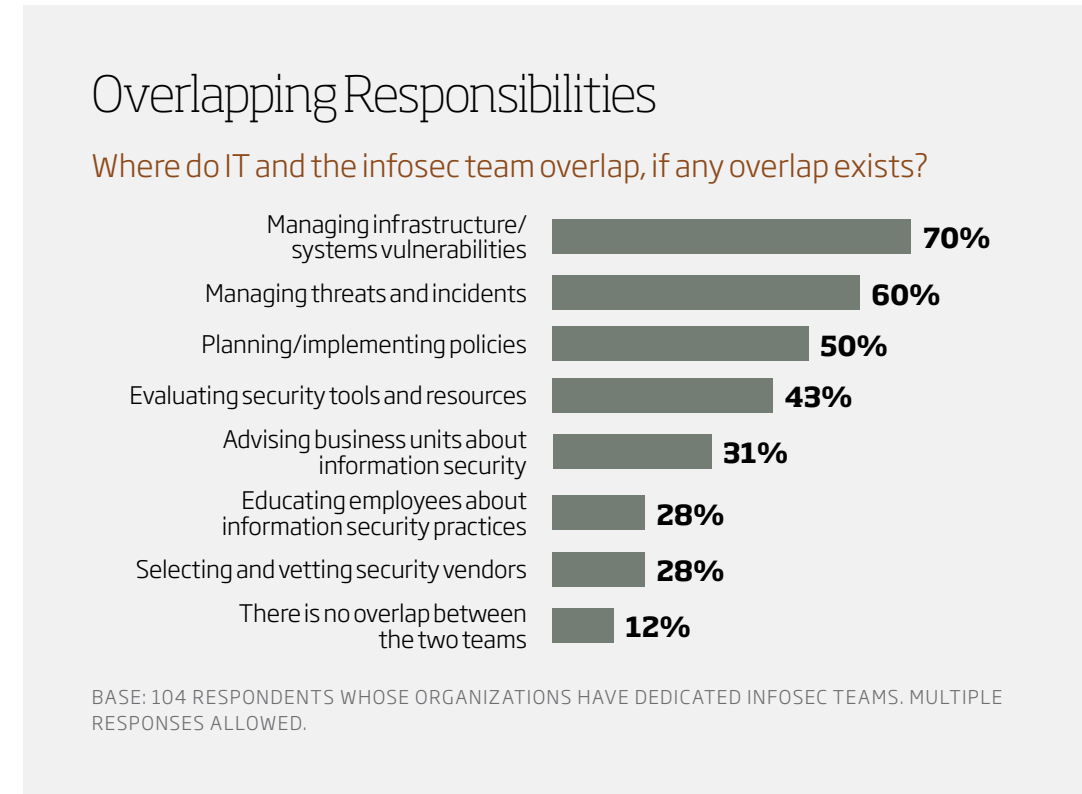 Overlapping Responsibilities
Where do IT and the infosec team overlap, if any overlap exists?
Managing infrastructure/
systems vulnerabilities
70%
Managing threats and incidents
60%
Planning/implementing policies
50%
Evaluating security tools and resources
43%
Advising business units about
information security
31%
Educating employees about
information security practices
28%
Selecting and vetting security vendors
28%
There is no overlap between
the two teams
12%
BASE: 104 RESPONDENTS WHOSE ORGANIZATIONS HAVE DEDICATED INFOSEC TEAMS. MULTIPLE
RESPONSES ALLOWED.